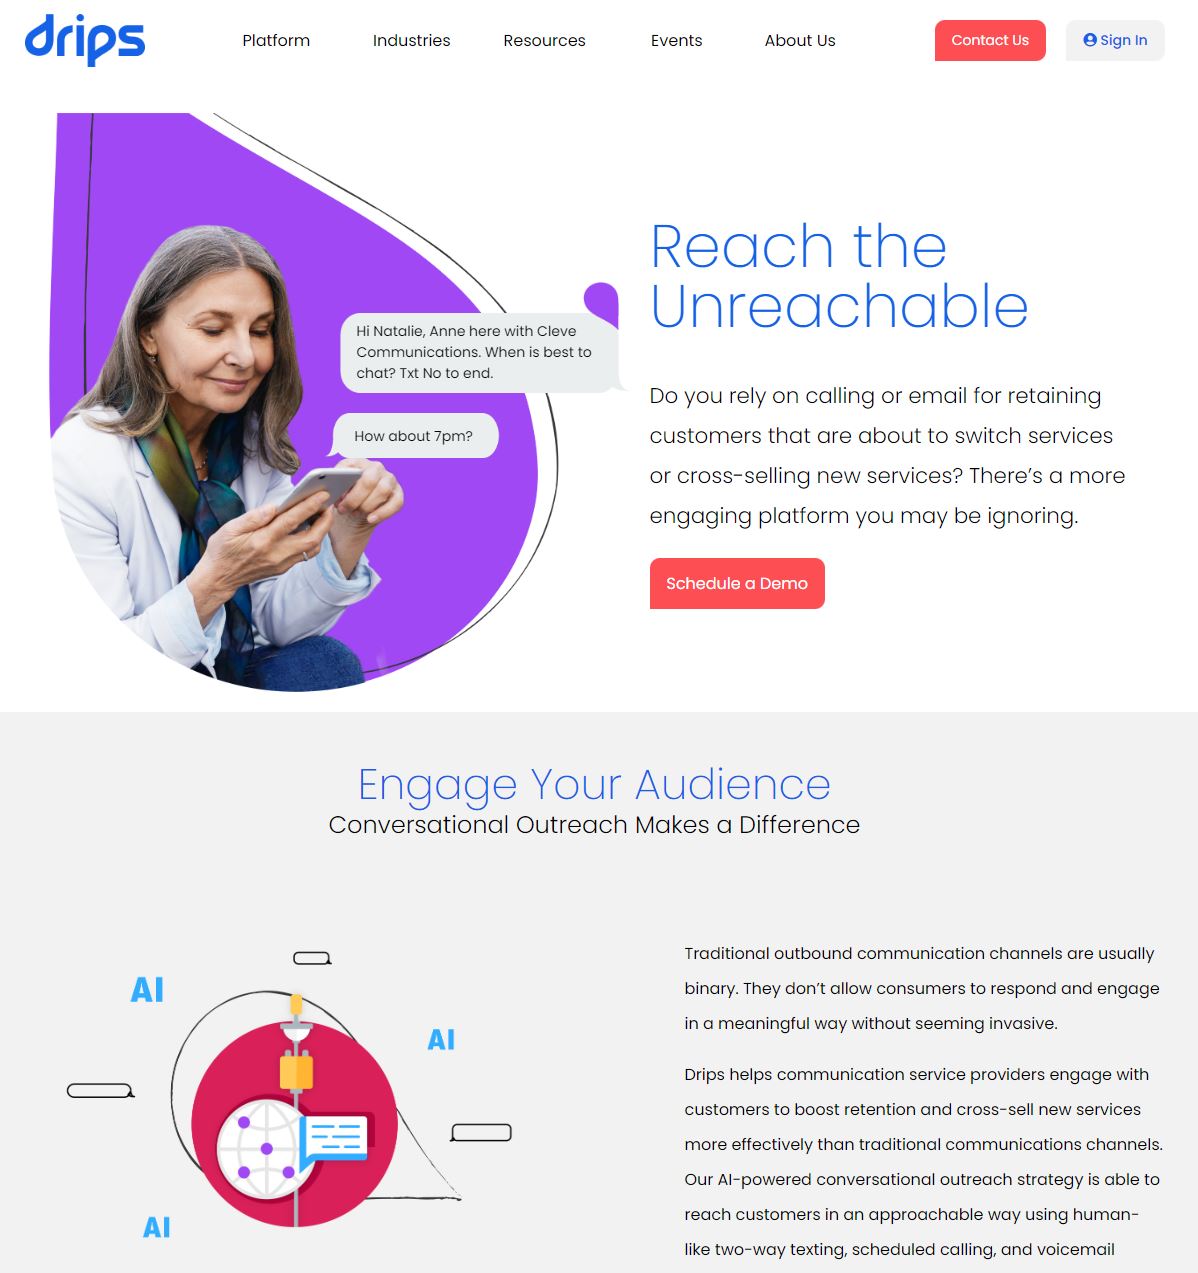 drips
Platform
Industries
Resources
Events
About Us
Contact Us
Sign In
Hi Natalie, Anne here with Cleve
Communications. When is best to
chat? Txt No to end.
How about 7pm?
Reach the
Unreachable
Do you rely on calling or email for retaining
customers that are about to switch services
or cross-selling new services? There’s a more
engaging platform you may be ignoring.
Schedule a Demo
Engage Your Audience
Conversational Outreach Makes a Difference
AI
AI
AI
Traditional outbound communication channels are usually
binary. They don’t allow consumers to respond and engage
in a meaningful way without seeming invasive.
Drips helps communication service providers engage with
customers to boost retention and cross-sell new services
more effectively than traditional communications channels.
Our AI-powered conversational outreach strategy is able to
reach customers in an approachable way using human-
like two-way texting, scheduled calling, and voicemail